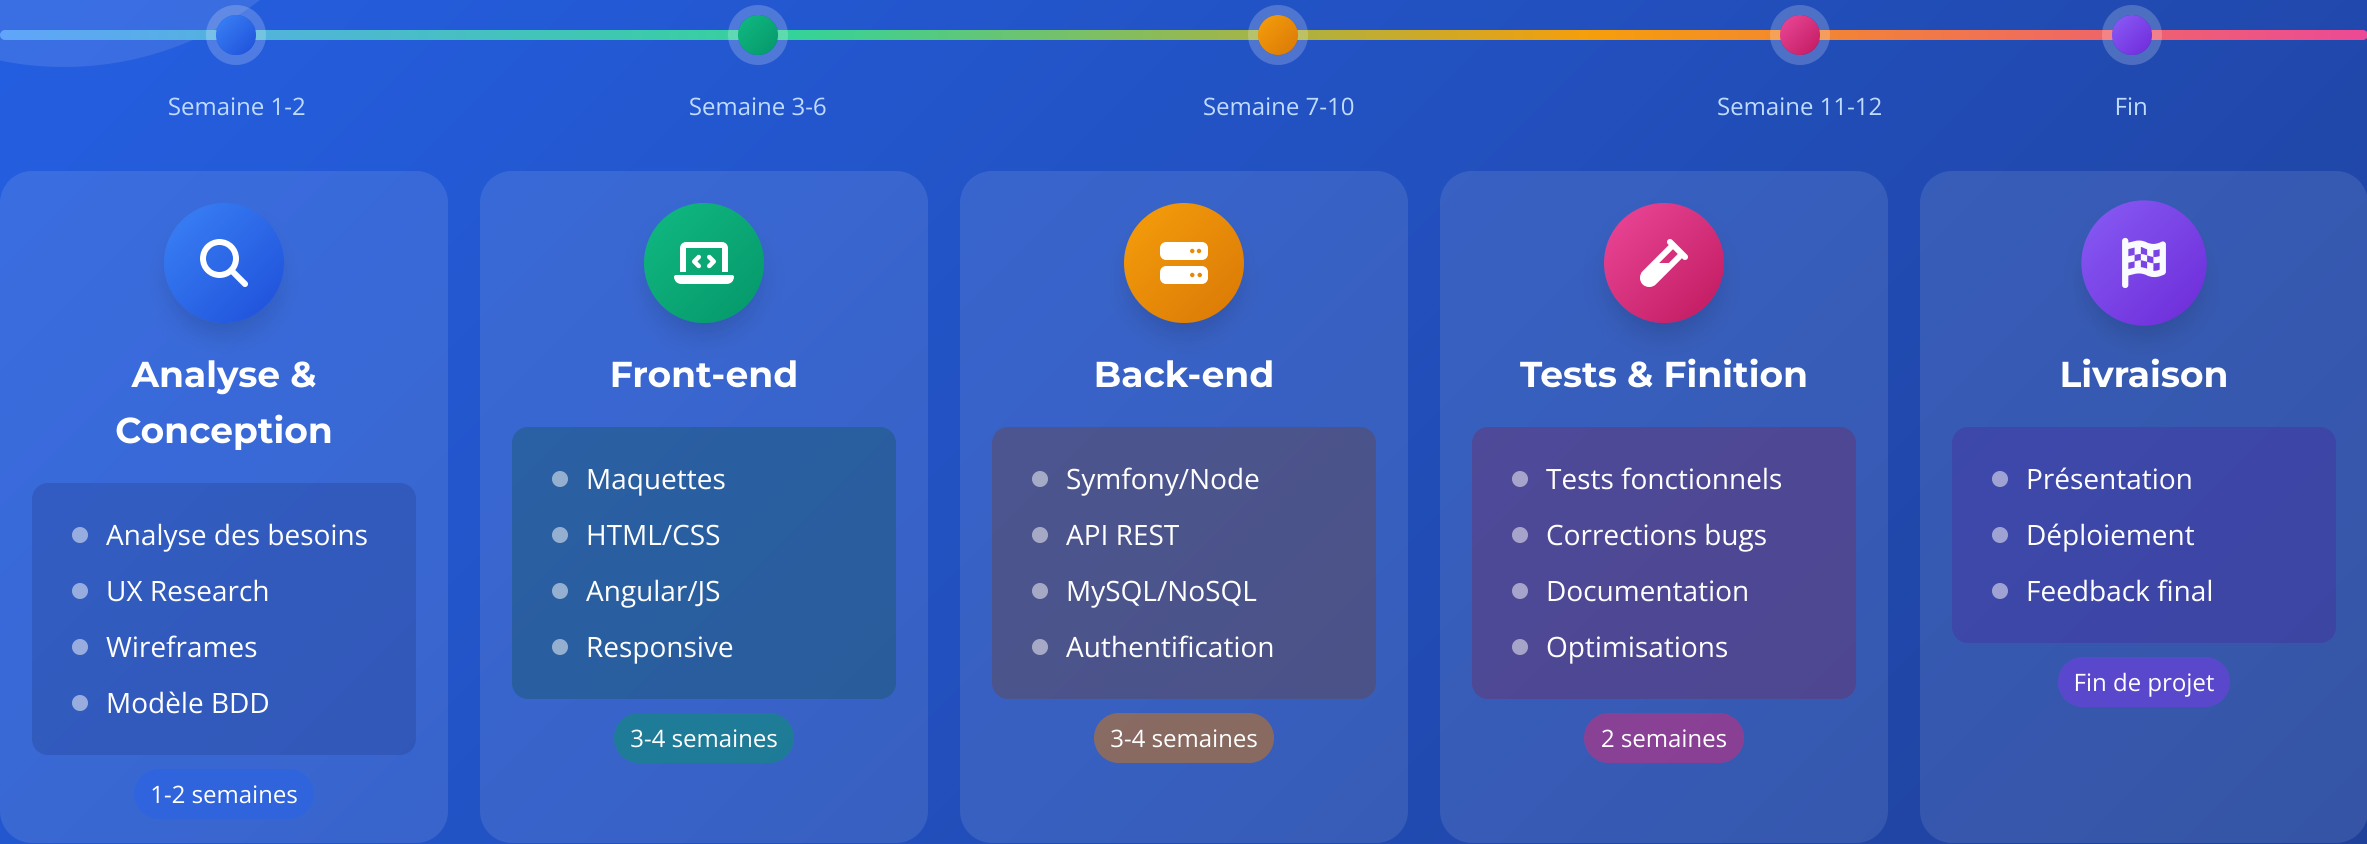 Semaine 1-2
Semaine 3-6
Semaine 7-10
Semaine 11-12
Fin
Analyse &
Conception
Analyse des besoins
UX Research
Wireframes
Modèle BDD
1-2 semaines
Front-end
Maquettes
HTML/CSS
Angular/JS
Responsive
3-4 semaines
Back-end
Symfony/Node
API REST
MySQL/NoSQL
Authentification
3-4 semaines
Tests & Finition
Tests fonctionnels
Corrections bugs
Documentation
Optimisations
2 semaines
Livraison
Présentation
Déploiement
Feedback final
Fin de projet